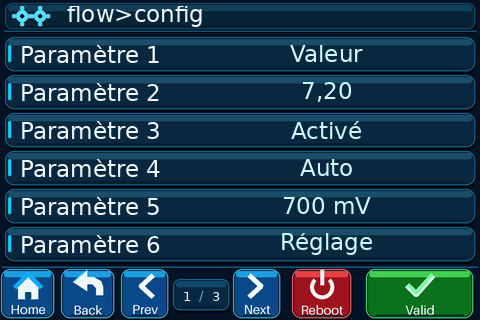 flow>config
Paramètre 1 Valeur
Paramètre 2 7,20
Paramètre 3 Activé
Paramètre 4 Auto
Paramètre 5 700 mV
Paramètre 6 Réglage
Home Back Prev 1 / 3 Next Reboot Valid